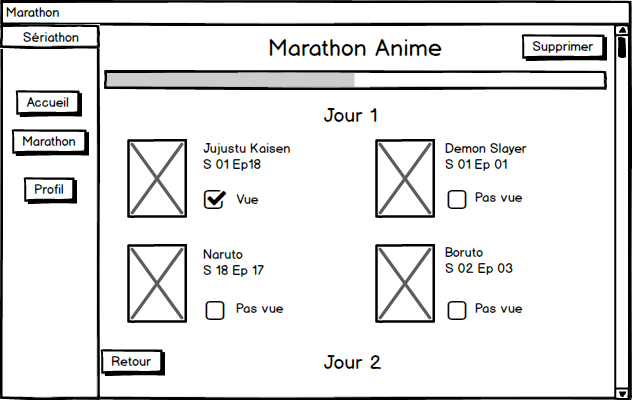 Marathon
Sériathon
Accueil
Marathon
Profil
Marathon Anime
Supprimer
Jour 1
Jujustu Kaisen
S 01 Ep18
Vue
Demon Slayer
S 01 Ep 01
Pas vue
Naruto
S 18 Ep 17
Pas vue
Boruto
S 02 Ep 03
Pas vue
Retour
Jour 2